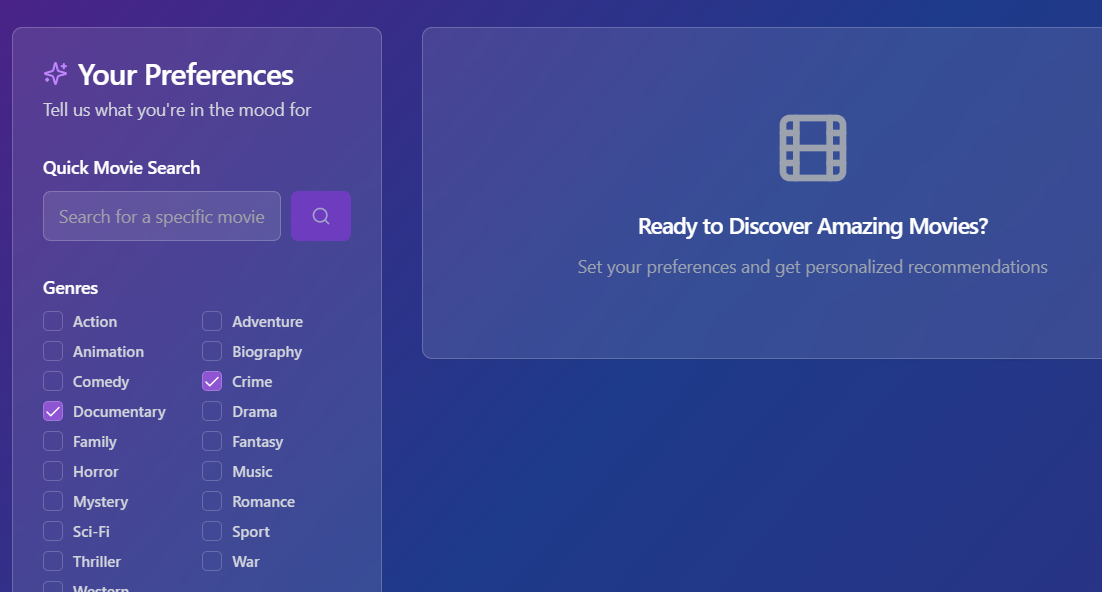 Your Preferences
Tell us what you're in the mood for
Quick Movie Search
Search for a specific movie
Genres
Action
Adventure
Animation
Biography
Comedy
Crime
Documentary
Drama
Family
Fantasy
Horror
Music
Mystery
Romance
Sci-Fi
Sport
Thriller
War
Western
Ready to Discover Amazing Movies?
Set your preferences and get personalized recommendations